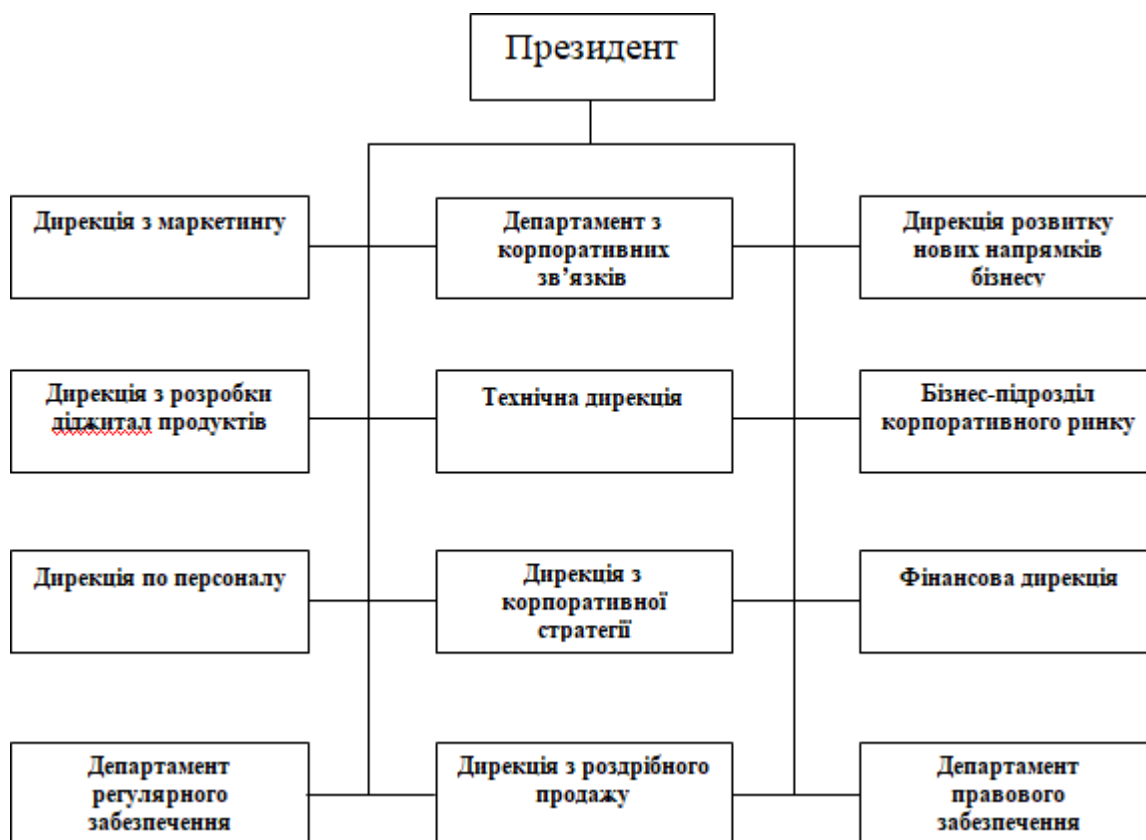 Президент
Дирекція з маркетингу
Департамент з
корпоративних
зв’язків
Дирекція розвитку
нових напрямків
бізнесу
Дирекція з розробки
діджитал продуктів
Технічна дирекція
Бізнес-підрозділ
корпоративного ринку
Дирекція по персоналу
Дирекція з
корпоративної
стратегії
Фінансова дирекція
Департамент
регулярного
забезпечення
Дирекція з роздрібного
продажу
Департамент
правового
забезпечення